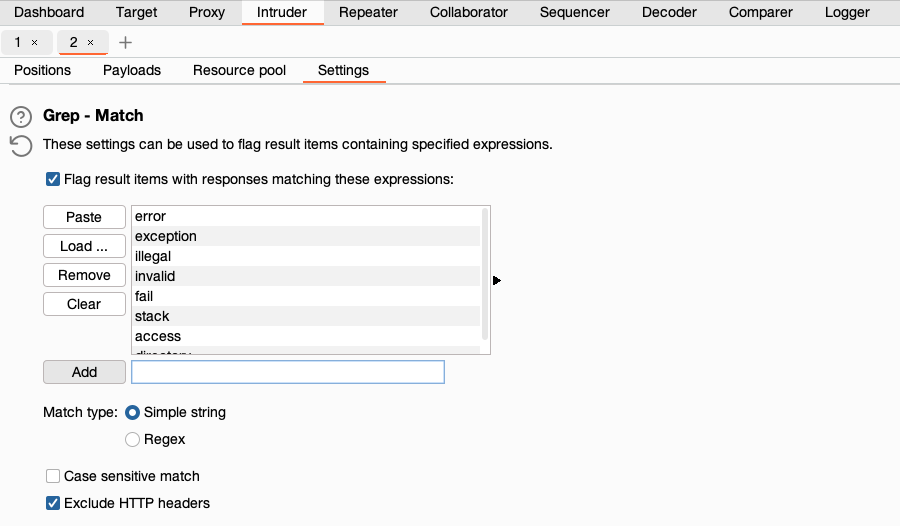 Dashboard Target Proxy Intruder Repeater Collaborator Sequencer Decoder Comparer Logger
1 × 2 × +
Positions Payloads Resource pool Settings
? Grep - Match
These settings can be used to flag result items containing specified expressions.
Flag result items with responses matching these expressions:
Paste
Load ...
Remove
Clear
error
exception
illegal
invalid
fail
stack
access
directory
Add
Match type: Simple string
Regex
Case sensitive match
Exclude HTTP headers